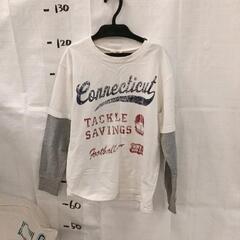 130
120
Connecticut
TACKLE
SAVINGS
Football
60
50